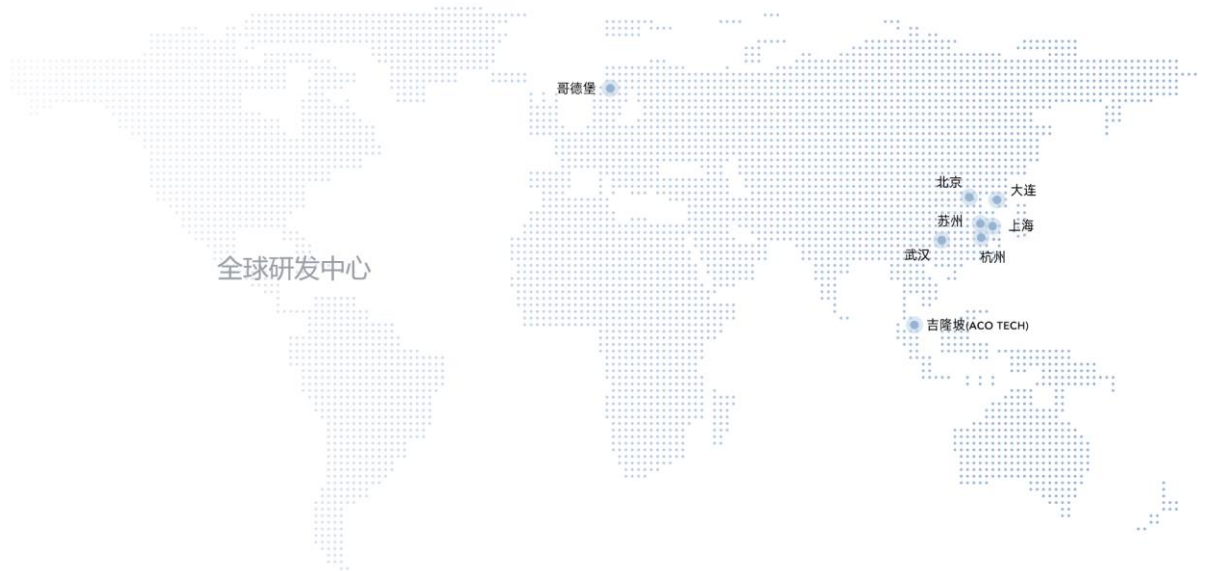 哥德堡
北京
大连
苏州
上海
武汉
杭州
全球研发中心
吉隆坡(ACO TECH)